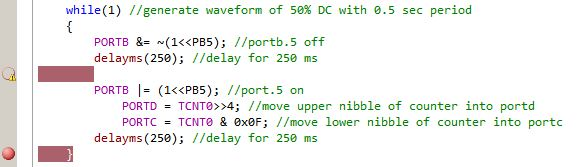 while(1) //generate waveform of 50% DC with 0.5 sec period
{
PORTB &= ~(1<<PB5); //portb.5 off
delayms(250); //delay for 250 ms
PORTB |= (1<<PB5); //port.5 on
PORTD = TCNT0>>4; //move upper nibble of counter into portd
PORTC = TCNT0 & 0x0F; //move lower nibble of counter into portc
delayms(250); //delay for 250 ms
}